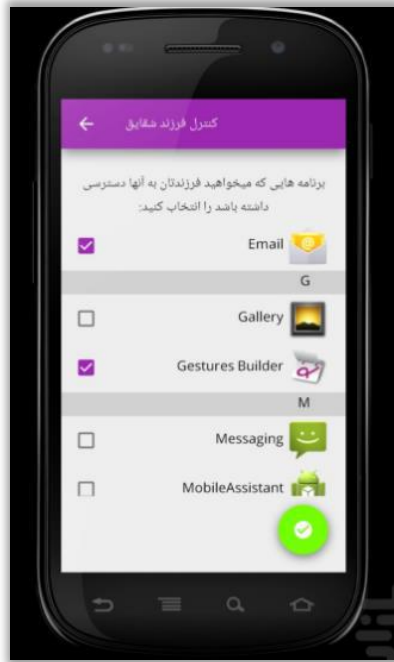 کنترل فرزند شقایق
برنامه هایی که میخواهید فرزندتان به آنها دسترسی
داشته باشد را انتخاب کنید:
Email
G
Gallery
Gestures Builder
M
Messaging
MobileAssistant